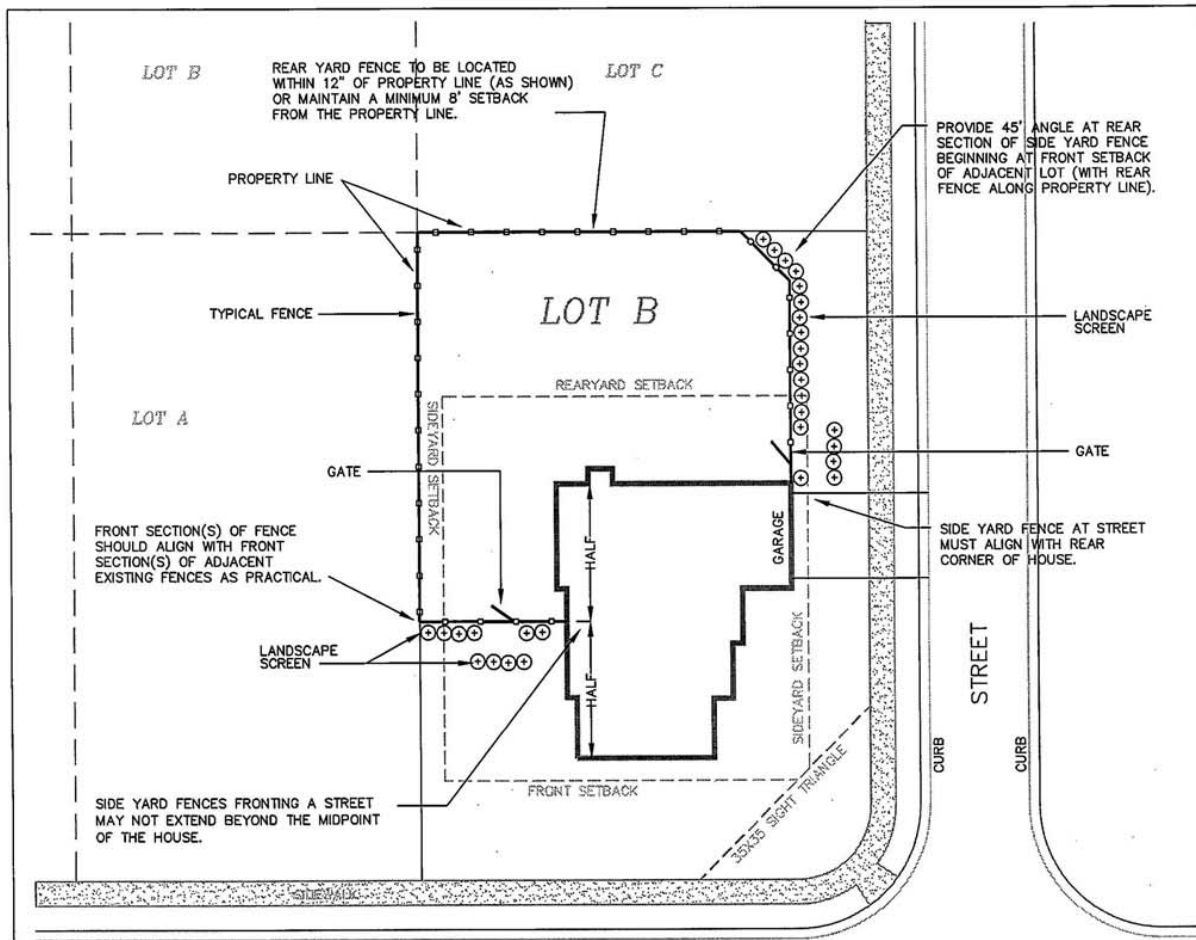 LOT B
REAR YARD FENCE TO BE LOCATED
WITHIN 12" OF PROPERTY LINE (AS SHOWN)
OR MAINTAIN A MINIMUM 8' SETBACK
FROM THE PROPERTY LINE.
LOT C
PROVIDE 45' ANGLE AT REAR
SECTION OF SIDE YARD FENCE
BEGINNING AT FRONT SETBACK
OF ADJACENT LOT (WITH REAR
FENCE ALONG PROPERTY LINE).
PROPERTY LINE
TYPICAL FENCE
LOT B
LANDSCAPE
SCREEN
REARYARD SETBACK
LOT A
SIDEYARD SETBACK
GATE
GATE
FRONT SECTION(S) OF FENCE
SHOULD ALIGN WITH FRONT
SECTION(S) OF ADJACENT
EXISTING FENCES AS PRACTICAL.
HALF
GARAGE
SIDE YARD FENCE AT STREET
MUST ALIGN WITH REAR
CORNER OF HOUSE.
LANDSCAPE
SCREEN
HALF
SIDEYARD SETBACK
STREET
CURB
CURB
FRONT SETBACK
SIDE YARD FENCES FRONTING A STREET
MAY NOT EXTEND BEYOND THE MIDPOINT
OF THE HOUSE.
35X35 SIGHT TRIANGLE
SIDEWALK